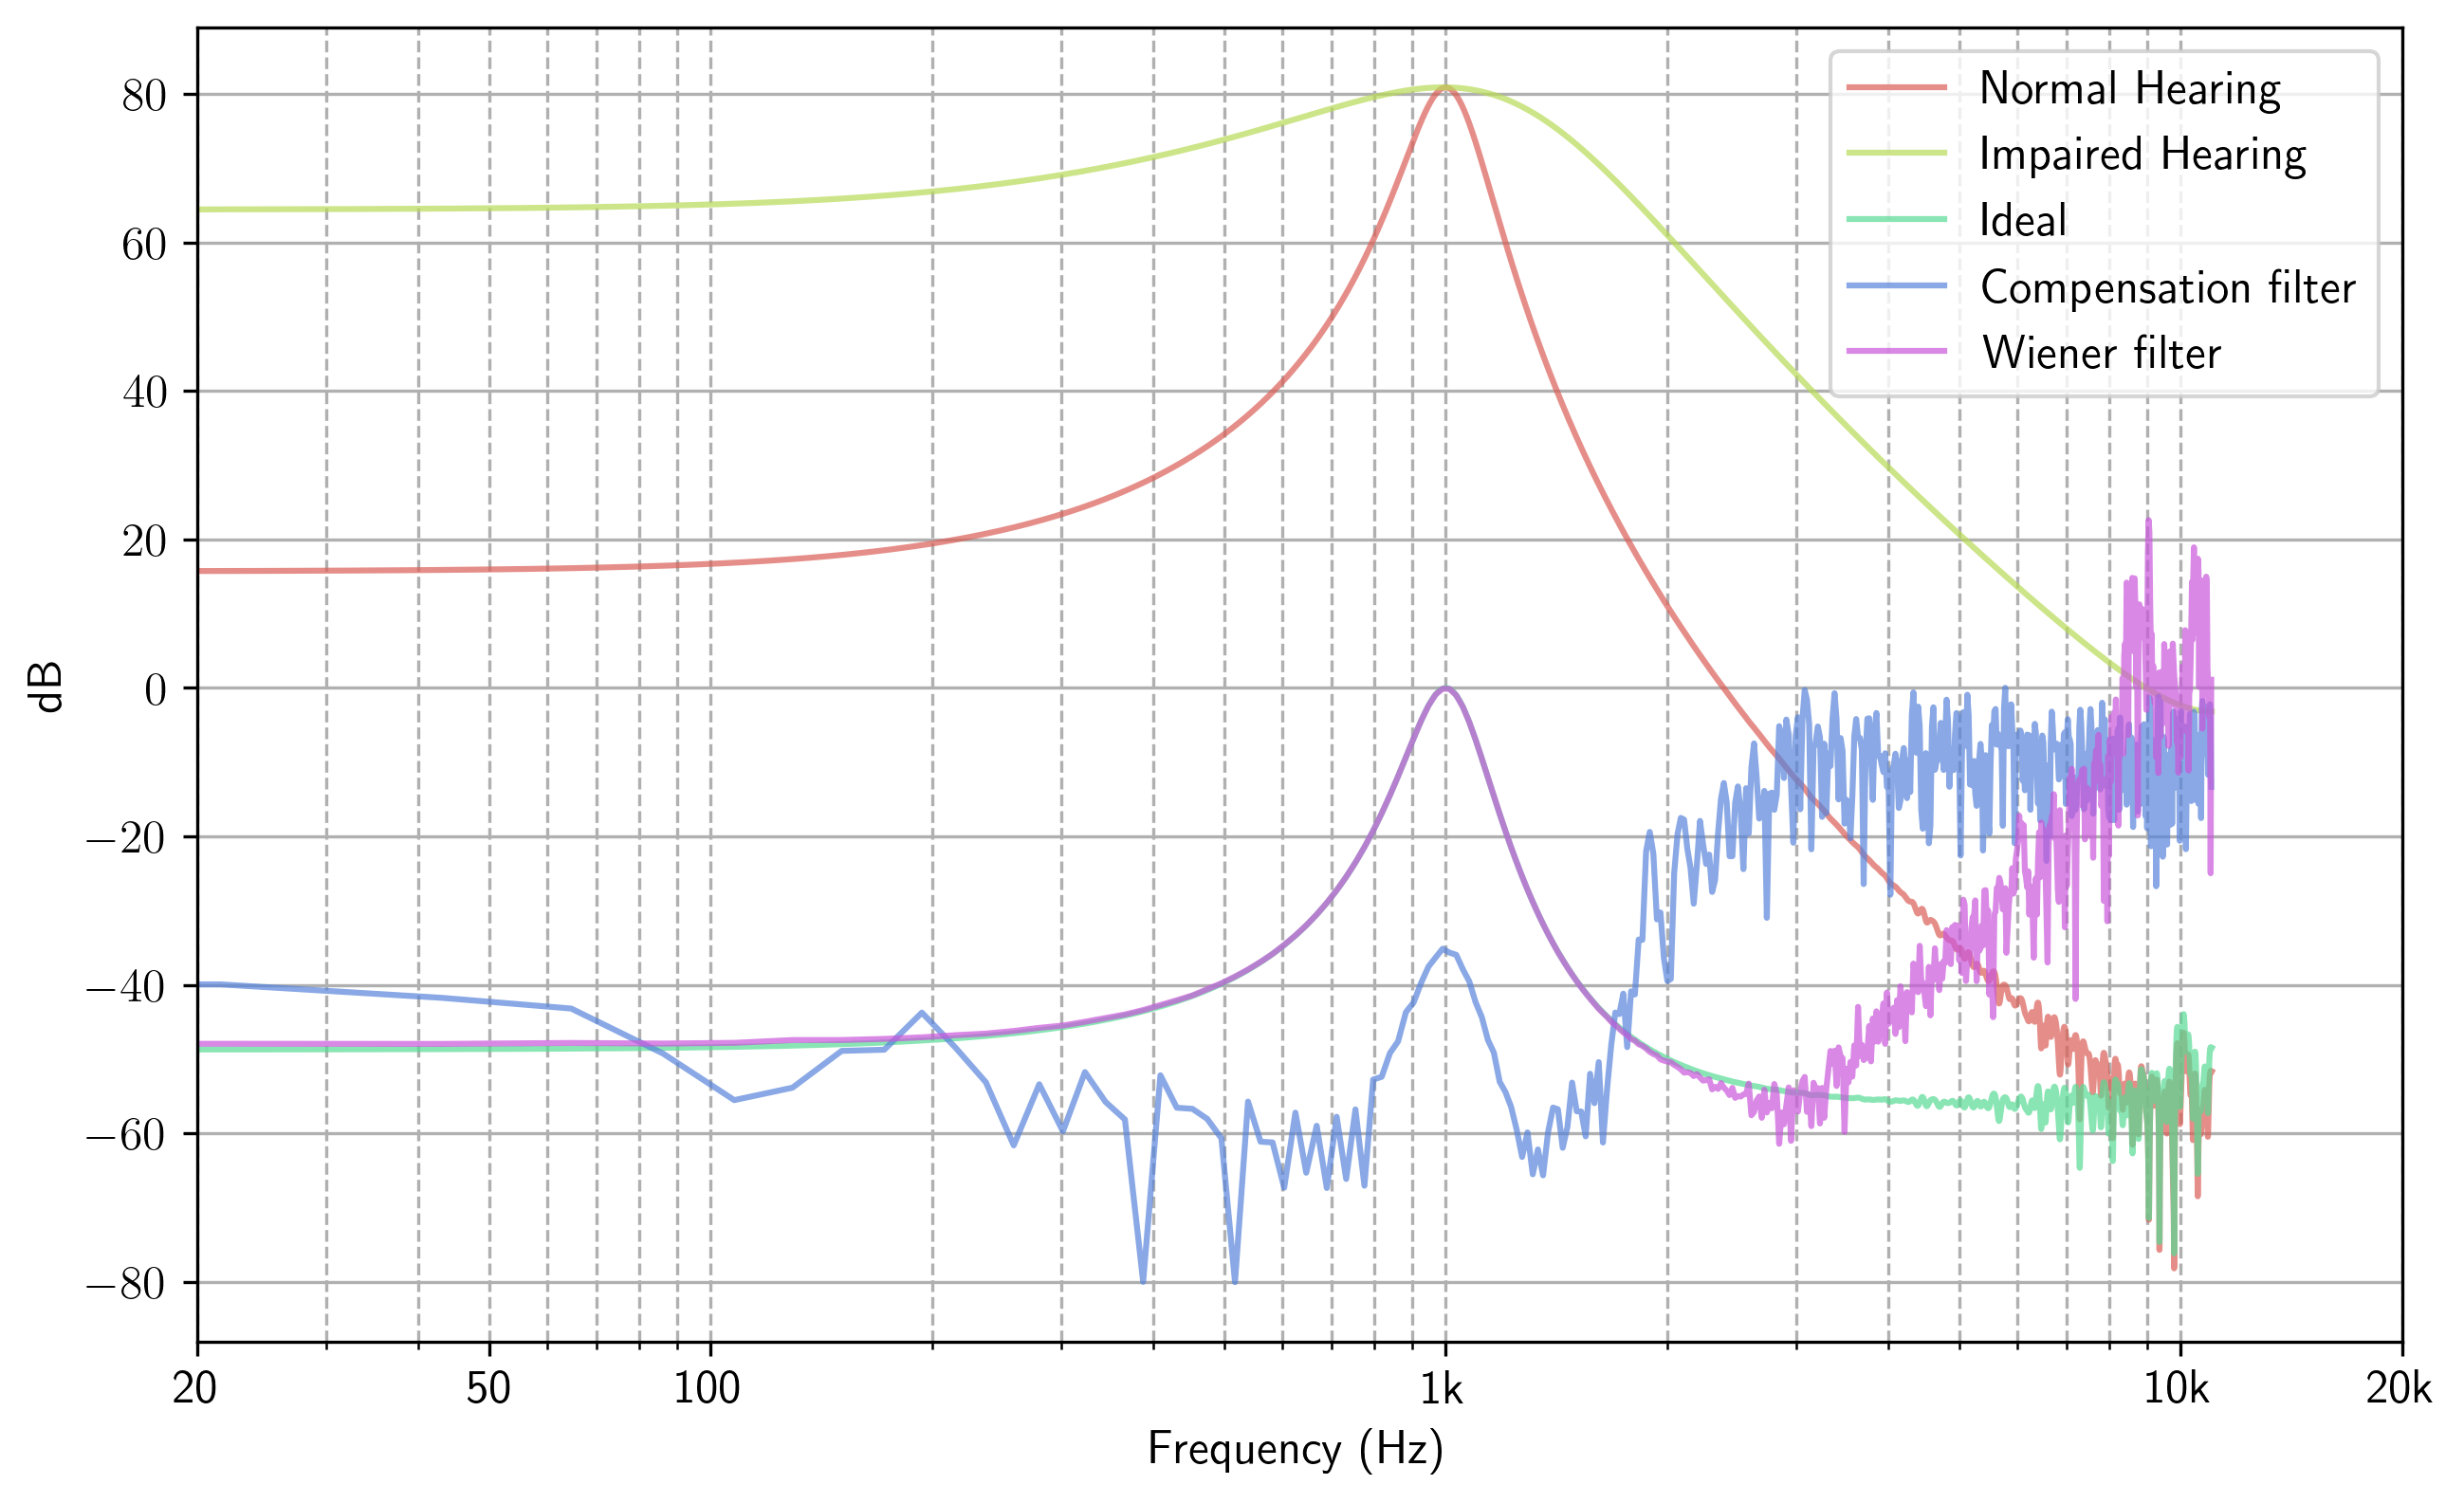 80
60
40
20
0
−20
−40
−60
−80
dB
20
50
100
1k
10k
20k
Frequency (Hz)
Normal Hearing
Impaired Hearing
Ideal
Compensation filter
Wiener filter